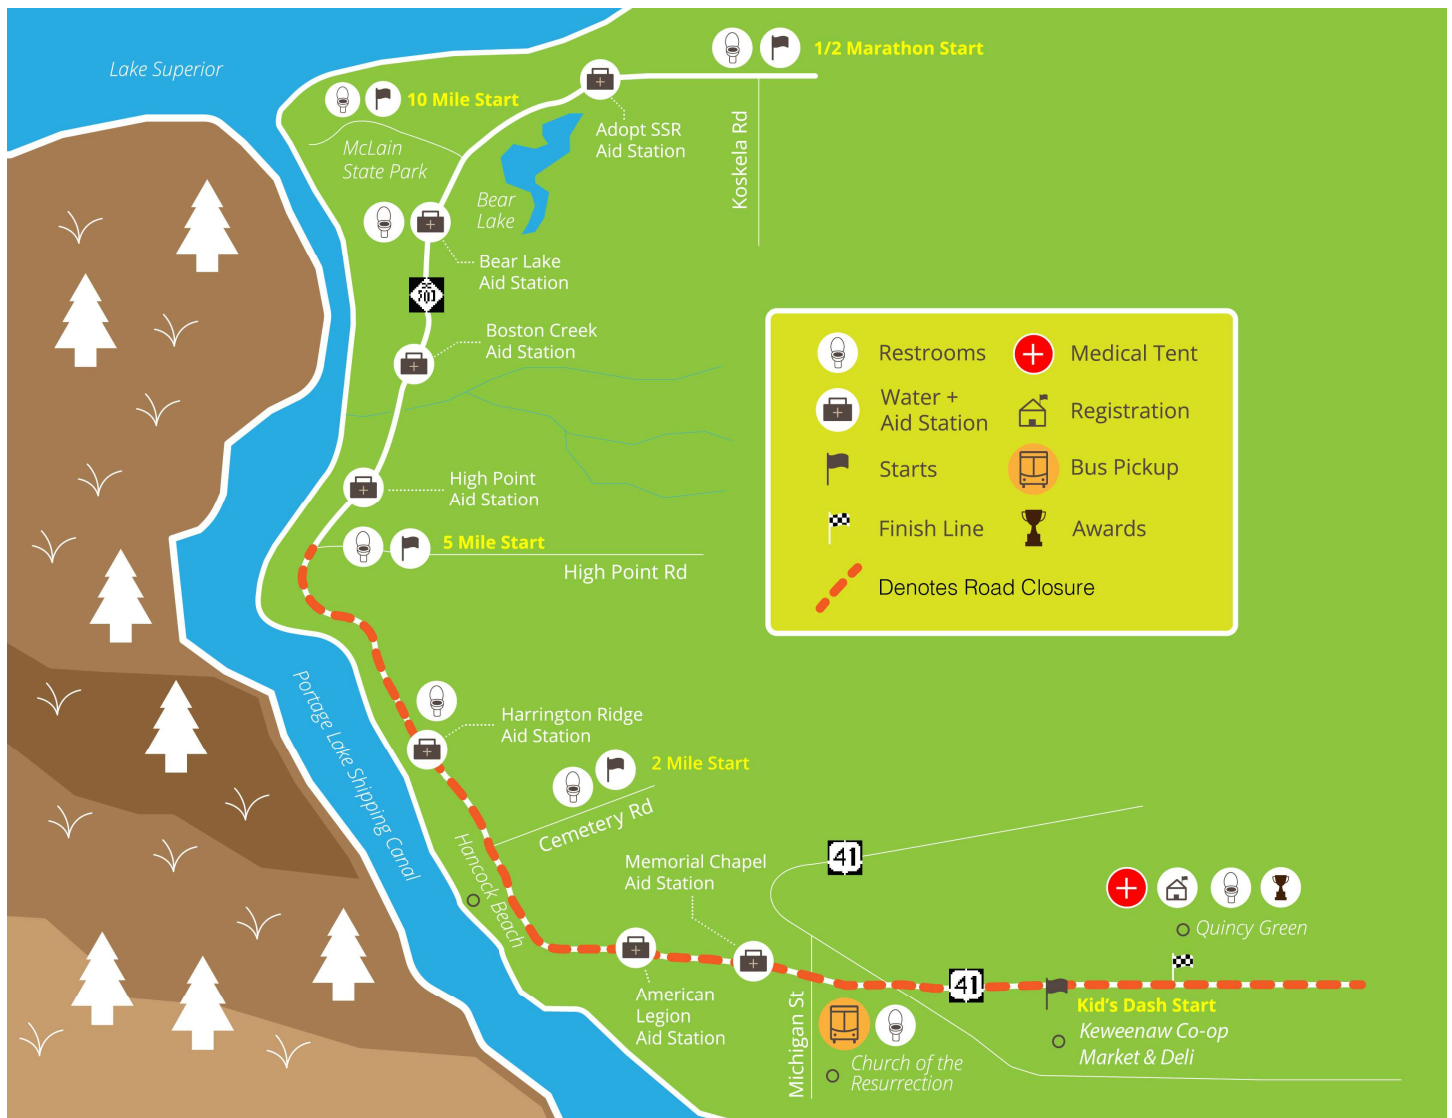 Lake Superior
1/2 Marathon Start
10 Mile Start
McLain
State Park
Adopt SSR
Aid Station
Koskela Rd
Bear
Lake
Bear Lake
Aid Station
Boston Creek
Aid Station
Restrooms
Medical Tent
Water +
Aid Station
Registration
Starts
Bus Pickup
Finish Line
Awards
Denotes Road Closure
High Point
Aid Station
5 Mile Start
High Point Rd
Portage Lake Shipping Canal
Harrington Ridge
Aid Station
2 Mile Start
Cemetery Rd
Hancock Beach
Memorial Chapel
Aid Station
41
Quincy Green
41
American
Legion
Aid Station
Michigan St
Kid's Dash Start
Keweenaw Co-op
Market & Deli
Church of the
Resurrection